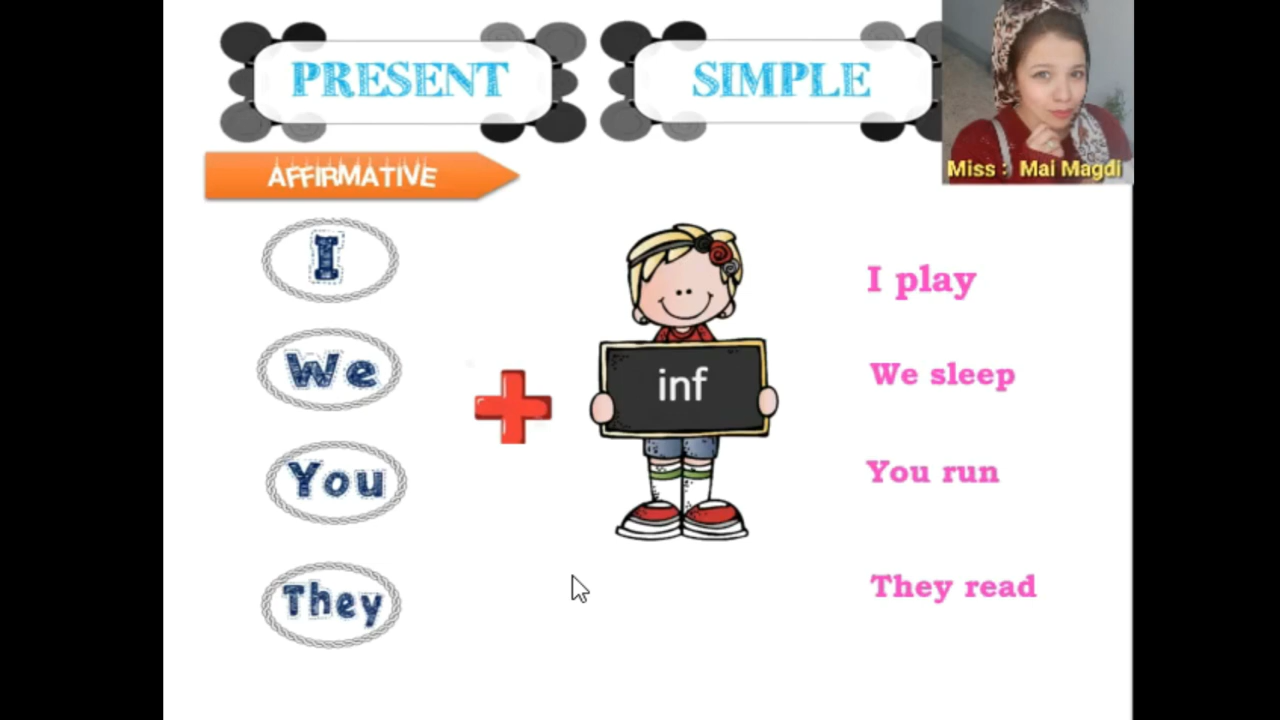 PRESENT SIMPLE
Miss : Mai Magdi
AFFIRMATIVE
I
We
You
They
inf
I play
We sleep
You run
They read